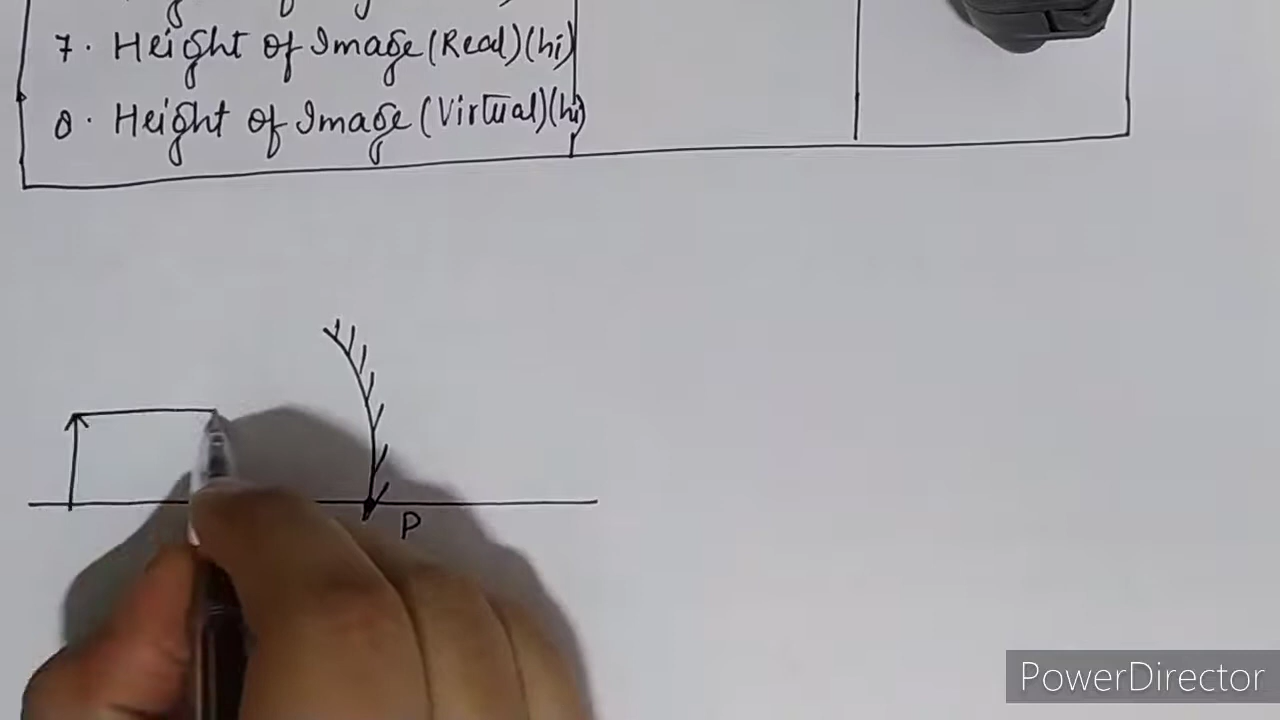 7. Height of Image (Real)(hi)
8. Height of Image (Virtual)(hi)
P
PowerDirector